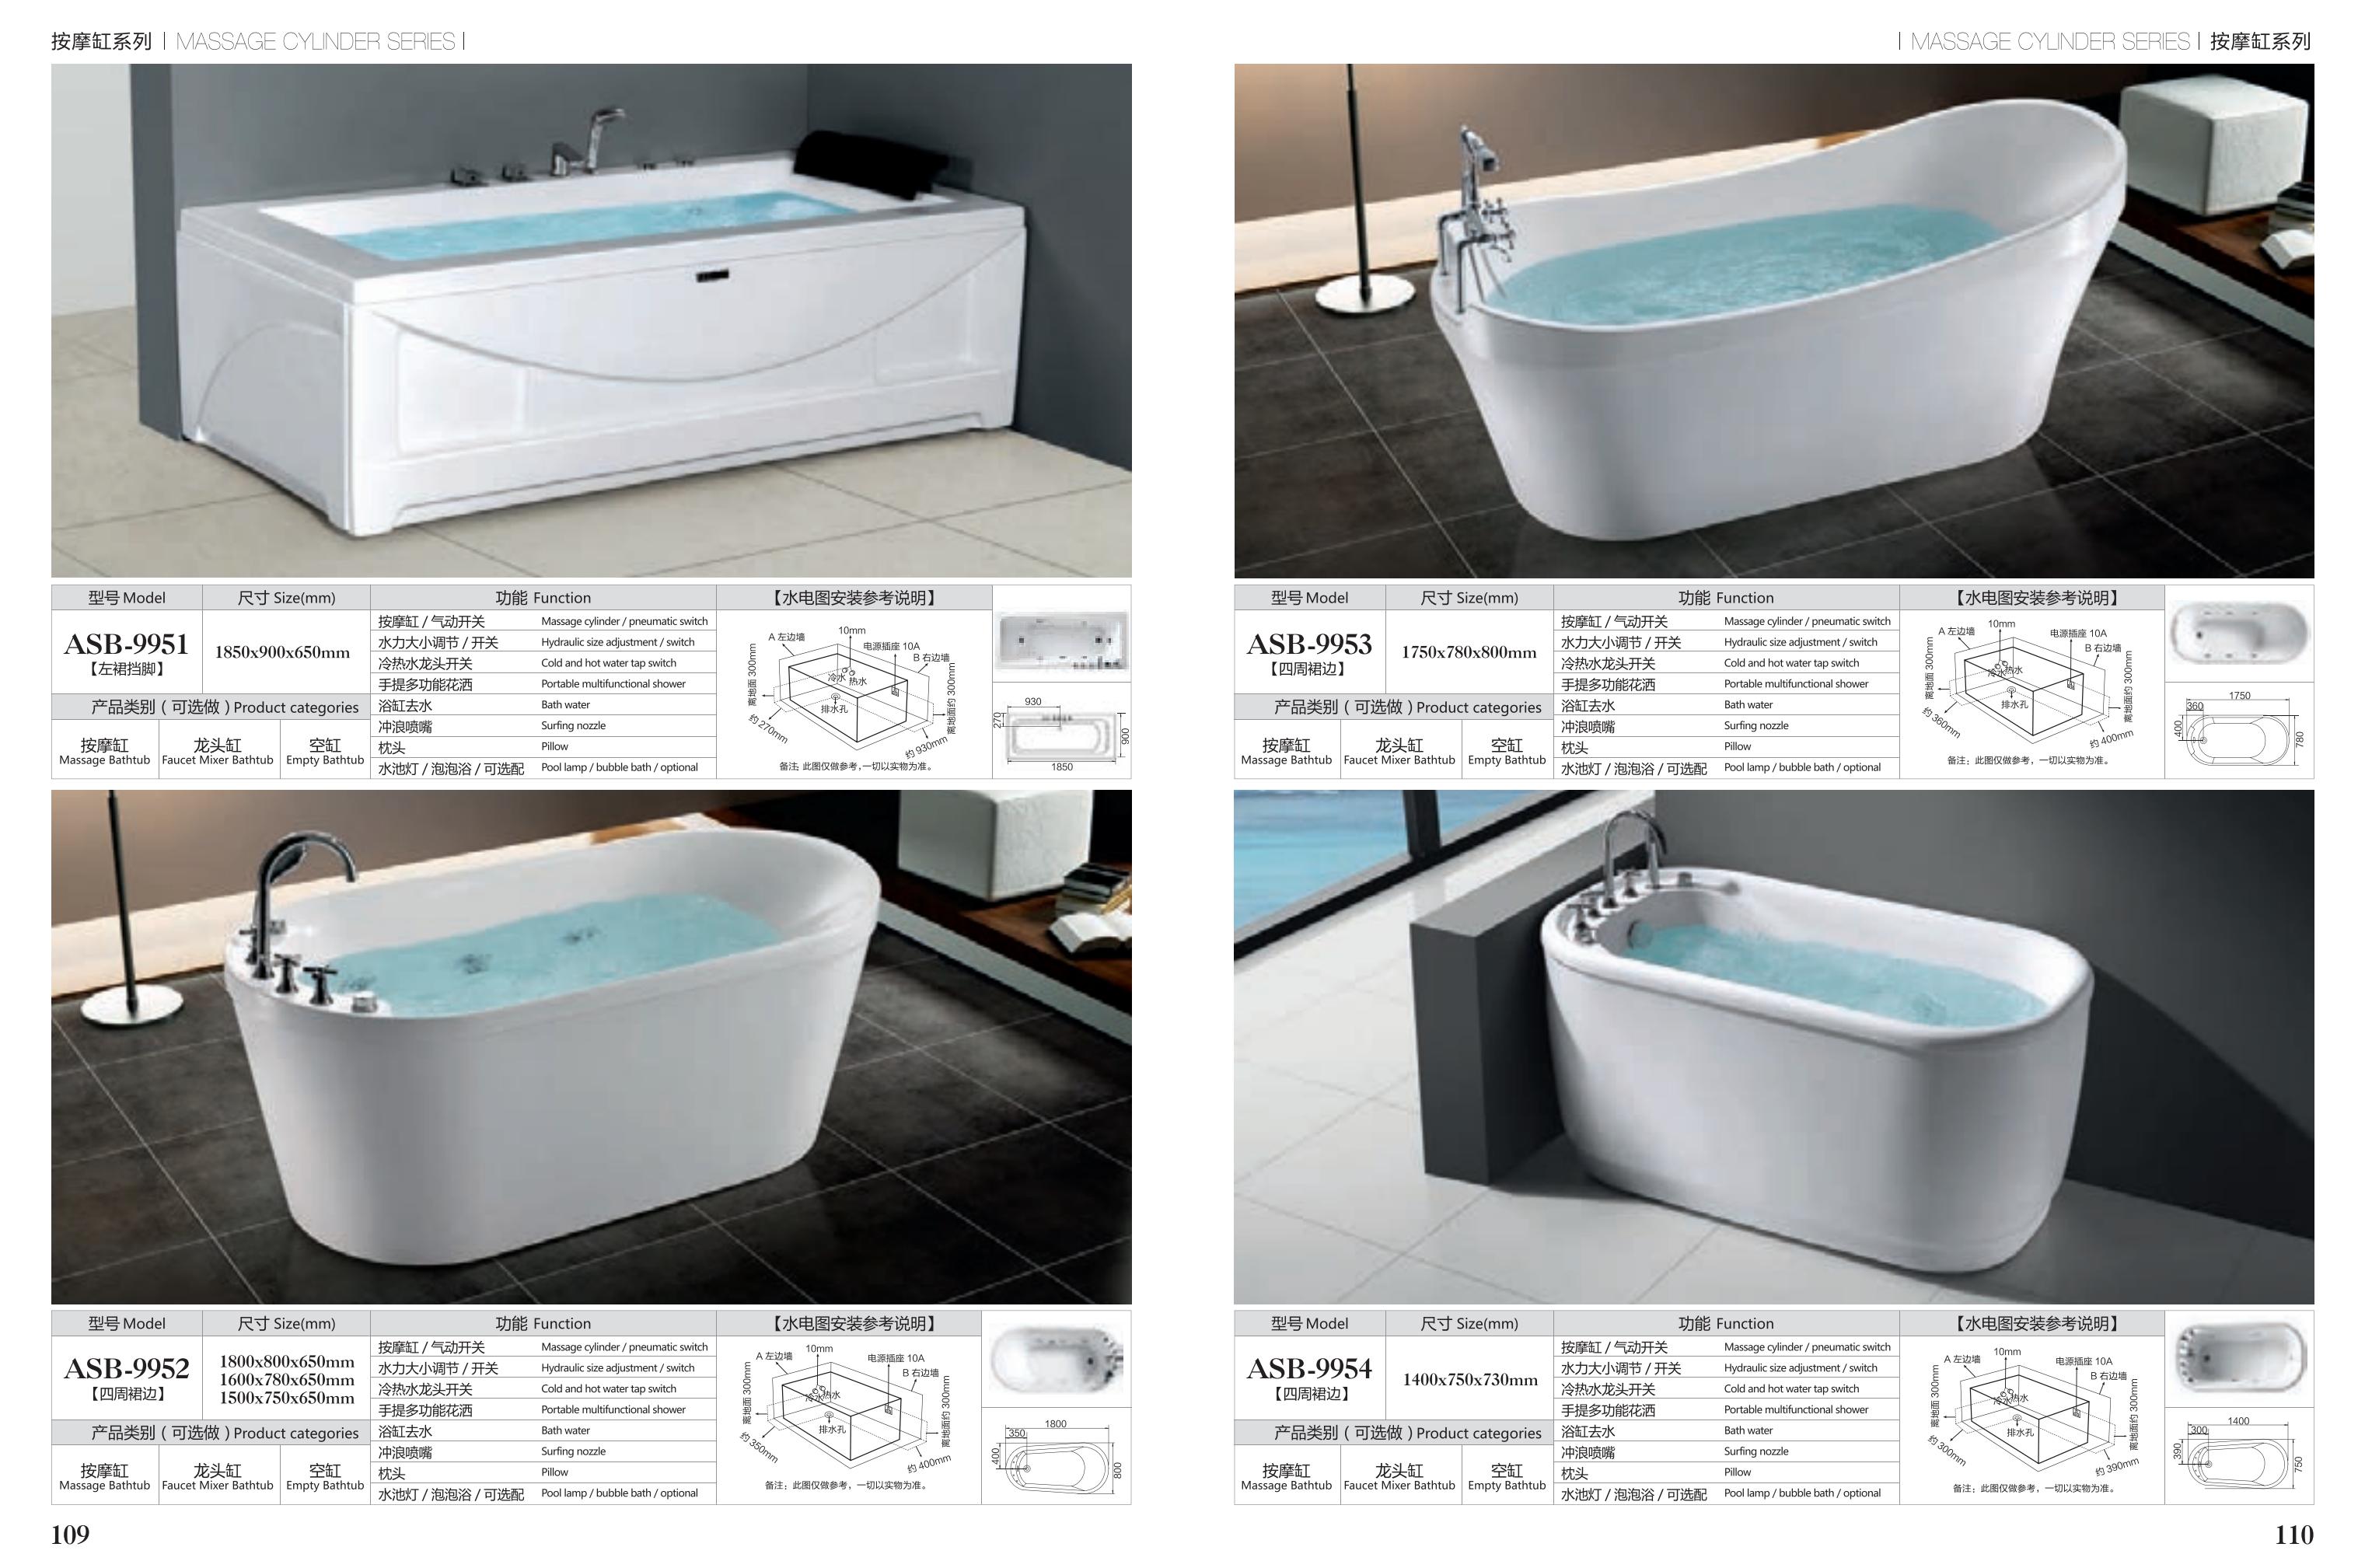 按摩缸系列 | MASSAGE CYLINDER SERIES |
型号 Model
尺寸 Size(mm)
功能 Function
【水电图安装参考说明】
ASB-9951
【左裙挡脚】
1850x900x650mm
产品类别（可选做）Product categories
按摩缸
Massage Bathtub
龙头缸
Faucet Mixer Bathtub
空缸
Empty Bathtub
按摩缸 / 气动开关 Massage cylinder / pneumatic switch
水力大小调节 / 开关 Hydraulic size adjustment / switch
冷热水龙头开关 Cold and hot water tap switch
手提多功能花洒 Portable multifunctional shower
浴缸去水 Bath water
冲浪喷嘴 Surfing nozzle
枕头 Pillow
水池灯 / 泡泡浴 / 可选配 Pool lamp / bubble bath / optional
10mm
A 左边墙
电源插座 10A
B 右边墙
离地面 300mm
冷水
热水
排水孔
离地面约 300mm
约 270mm
约 930mm
备注: 此图仅做参考,一切以实物为准。
930
270
900
1850
型号 Model
尺寸 Size(mm)
功能 Function
【水电图安装参考说明】
ASB-9952
【四周裙边】
1800x800x650mm
1600x780x650mm
1500x750x650mm
产品类别（可选做）Product categories
按摩缸
Massage Bathtub
龙头缸
Faucet Mixer Bathtub
空缸
Empty Bathtub
按摩缸 / 气动开关 Massage cylinder / pneumatic switch
水力大小调节 / 开关 Hydraulic size adjustment / switch
冷热水龙头开关 Cold and hot water tap switch
手提多功能花洒 Portable multifunctional shower
浴缸去水 Bath water
冲浪喷嘴 Surfing nozzle
枕头 Pillow
水池灯 / 泡泡浴 / 可选配 Pool lamp / bubble bath / optional
10mm
A 左边墙
电源插座 10A
B 右边墙
离地面 300mm
冷水
热水
排水孔
离地面约 300mm
约 350mm
约 400mm
备注：此图仅做参考，一切以实物为准。
1800
350
400
800
109
| MASSAGE CYLINDER SERIES | 按摩缸系列
型号 Model
尺寸 Size(mm)
功能 Function
【水电图安装参考说明】
ASB-9953
【四周裙边】
1750x780x800mm
产品类别（可选做）Product categories
按摩缸
Massage Bathtub
龙头缸
Faucet Mixer Bathtub
空缸
Empty Bathtub
按摩缸 / 气动开关 Massage cylinder / pneumatic switch
水力大小调节 / 开关 Hydraulic size adjustment / switch
冷热水龙头开关 Cold and hot water tap switch
手提多功能花洒 Portable multifunctional shower
浴缸去水 Bath water
冲浪喷嘴 Surfing nozzle
枕头 Pillow
水池灯 / 泡泡浴 / 可选配 Pool lamp / bubble bath / optional
10mm
A 左边墙
电源插座 10A
B 右边墙
离地面 300mm
冷水
热水
排水孔
离地面约 300mm
约 360mm
约 400mm
备注：此图仅做参考，一切以实物为准。
1750
360
400
780
型号 Model
尺寸 Size(mm)
功能 Function
【水电图安装参考说明】
ASB-9954
【四周裙边】
1400x750x730mm
产品类别（可选做）Product categories
按摩缸
Massage Bathtub
龙头缸
Faucet Mixer Bathtub
空缸
Empty Bathtub
按摩缸 / 气动开关 Massage cylinder / pneumatic switch
水力大小调节 / 开关 Hydraulic size adjustment / switch
冷热水龙头开关 Cold and hot water tap switch
手提多功能花洒 Portable multifunctional shower
浴缸去水 Bath water
冲浪喷嘴 Surfing nozzle
枕头 Pillow
水池灯 / 泡泡浴 / 可选配 Pool lamp / bubble bath / optional
10mm
A 左边墙
电源插座 10A
B 右边墙
离地面 300mm
冷水
热水
排水孔
离地面约 300mm
约 300mm
约 390mm
备注：此图仅做参考，一切以实物为准。
1400
300
390
750
110